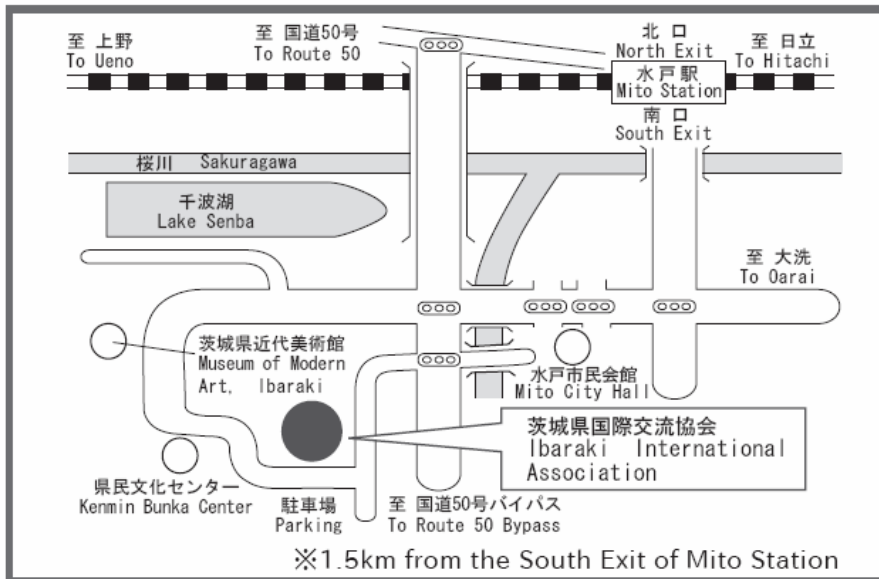 至 上野
To Ueno
至 国道50号
To Route 50
北 口
North Exit
至 日立
To Hitachi
水戸駅
Mito Station
南 口
South Exit
桜川 Sakuragawa
千波湖
Lake Senba
至 大洗
To Oarai
茨城県近代美術館
Museum of Modern
Art, Ibaraki
水戸市民会館
Mito City Hall
茨城県国際交流協会
Ibaraki International
Association
県民文化センター
Kenmin Bunka Center
駐車場
Parking
至 国道50号バイパス
To Route 50 Bypass
※1.5km from the South Exit of Mito Station